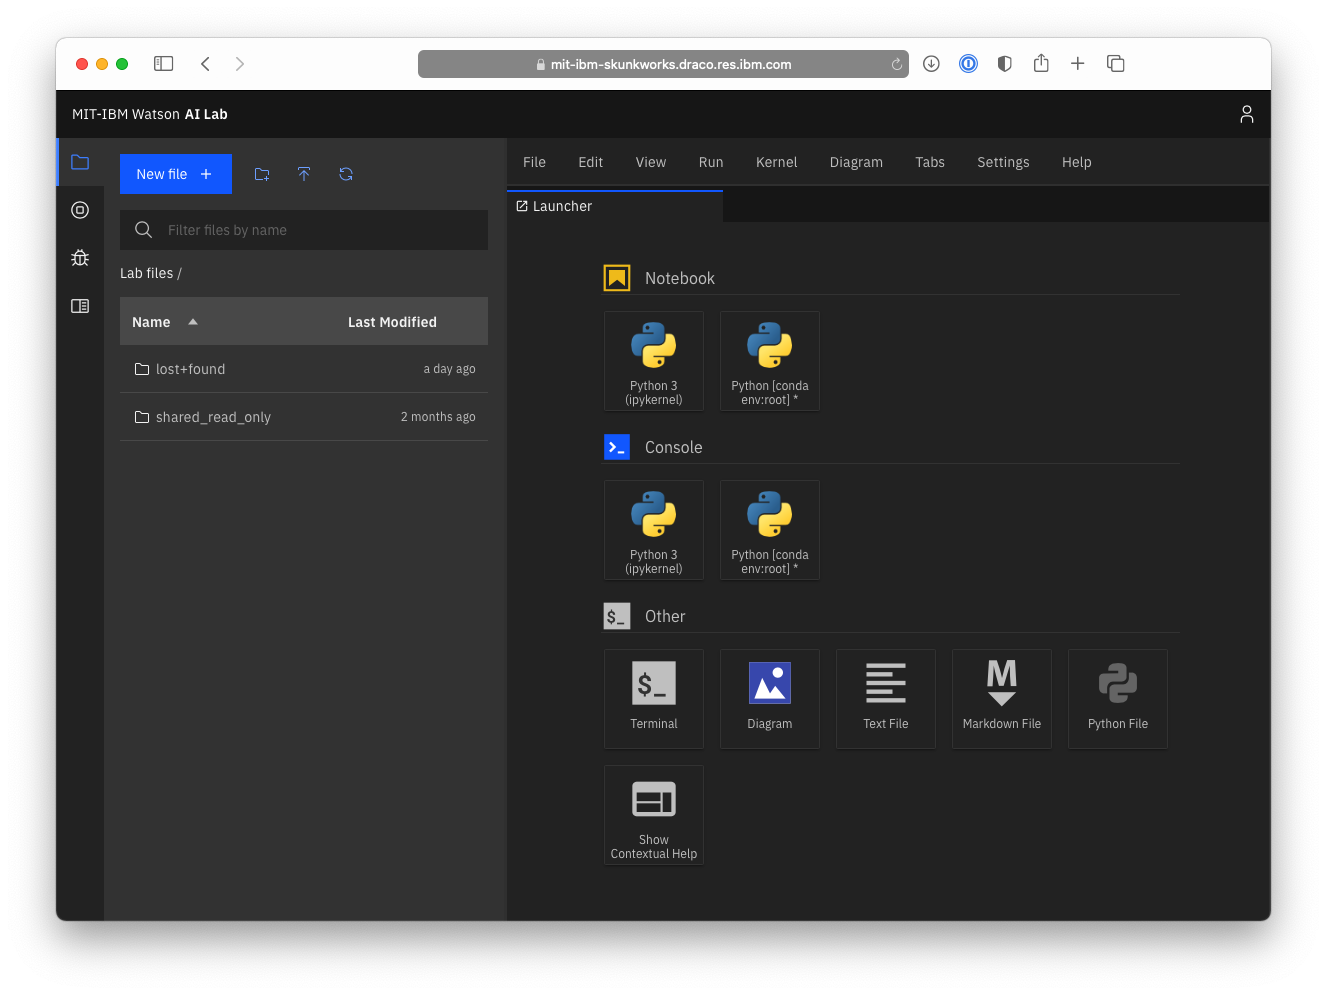 mit-ibm-skunkworks.draco.res.ibm.com
MIT-IBM Watson AI Lab
New file +
Filter files by name
Lab files /
Name
Last Modified
lost+found
a day ago
shared_read_only
2 months ago
File Edit View Run Kernel Diagram Tabs Settings Help
Launcher
Notebook
Python 3
(ipykernel)
Python [conda
env:root] *
>_ Console
Python 3
(ipykernel)
Python [conda
env:root] *
$_ Other
$_
Terminal
Diagram
Text File
M
Markdown File
Python File
Show
Contextual Help